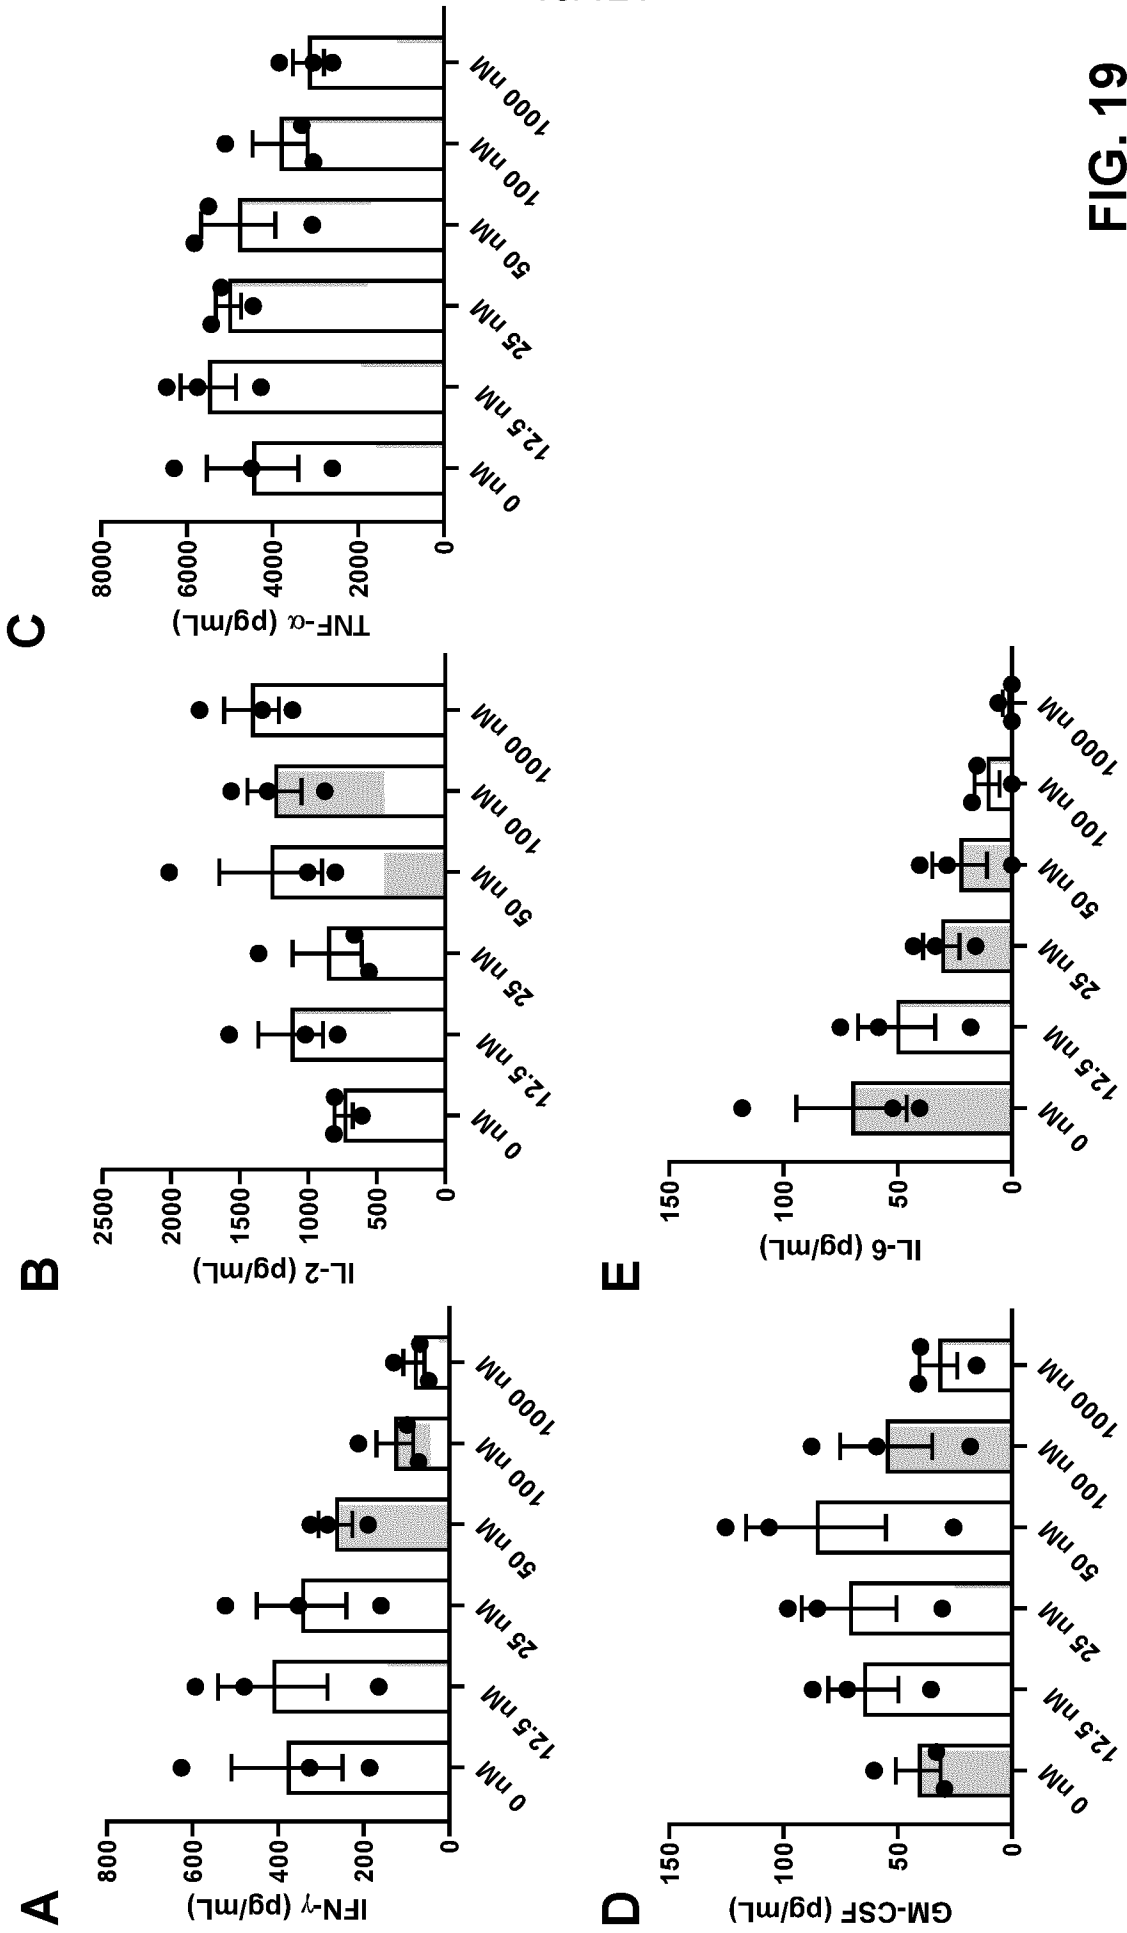 A
IFN-γ (pg/mL)
800
600
400
200
0
0 nM
12.5 nM
25 nM
50 nM
100 nM
1000 nM
B
IL-2 (pg/mL)
2500
2000
1500
1000
500
0
0 nM
12.5 nM
25 nM
50 nM
100 nM
1000 nM
C
TNF-α (pg/mL)
8000
6000
4000
2000
0
0 nM
12.5 nM
25 nM
50 nM
100 nM
1000 nM
D
GM-CSF (pg/mL)
150
100
50
0
0 nM
12.5 nM
25 nM
50 nM
100 nM
1000 nM
E
IL-6 (pg/mL)
150
100
50
0
0 nM
12.5 nM
25 nM
50 nM
100 nM
1000 nM
FIG. 19